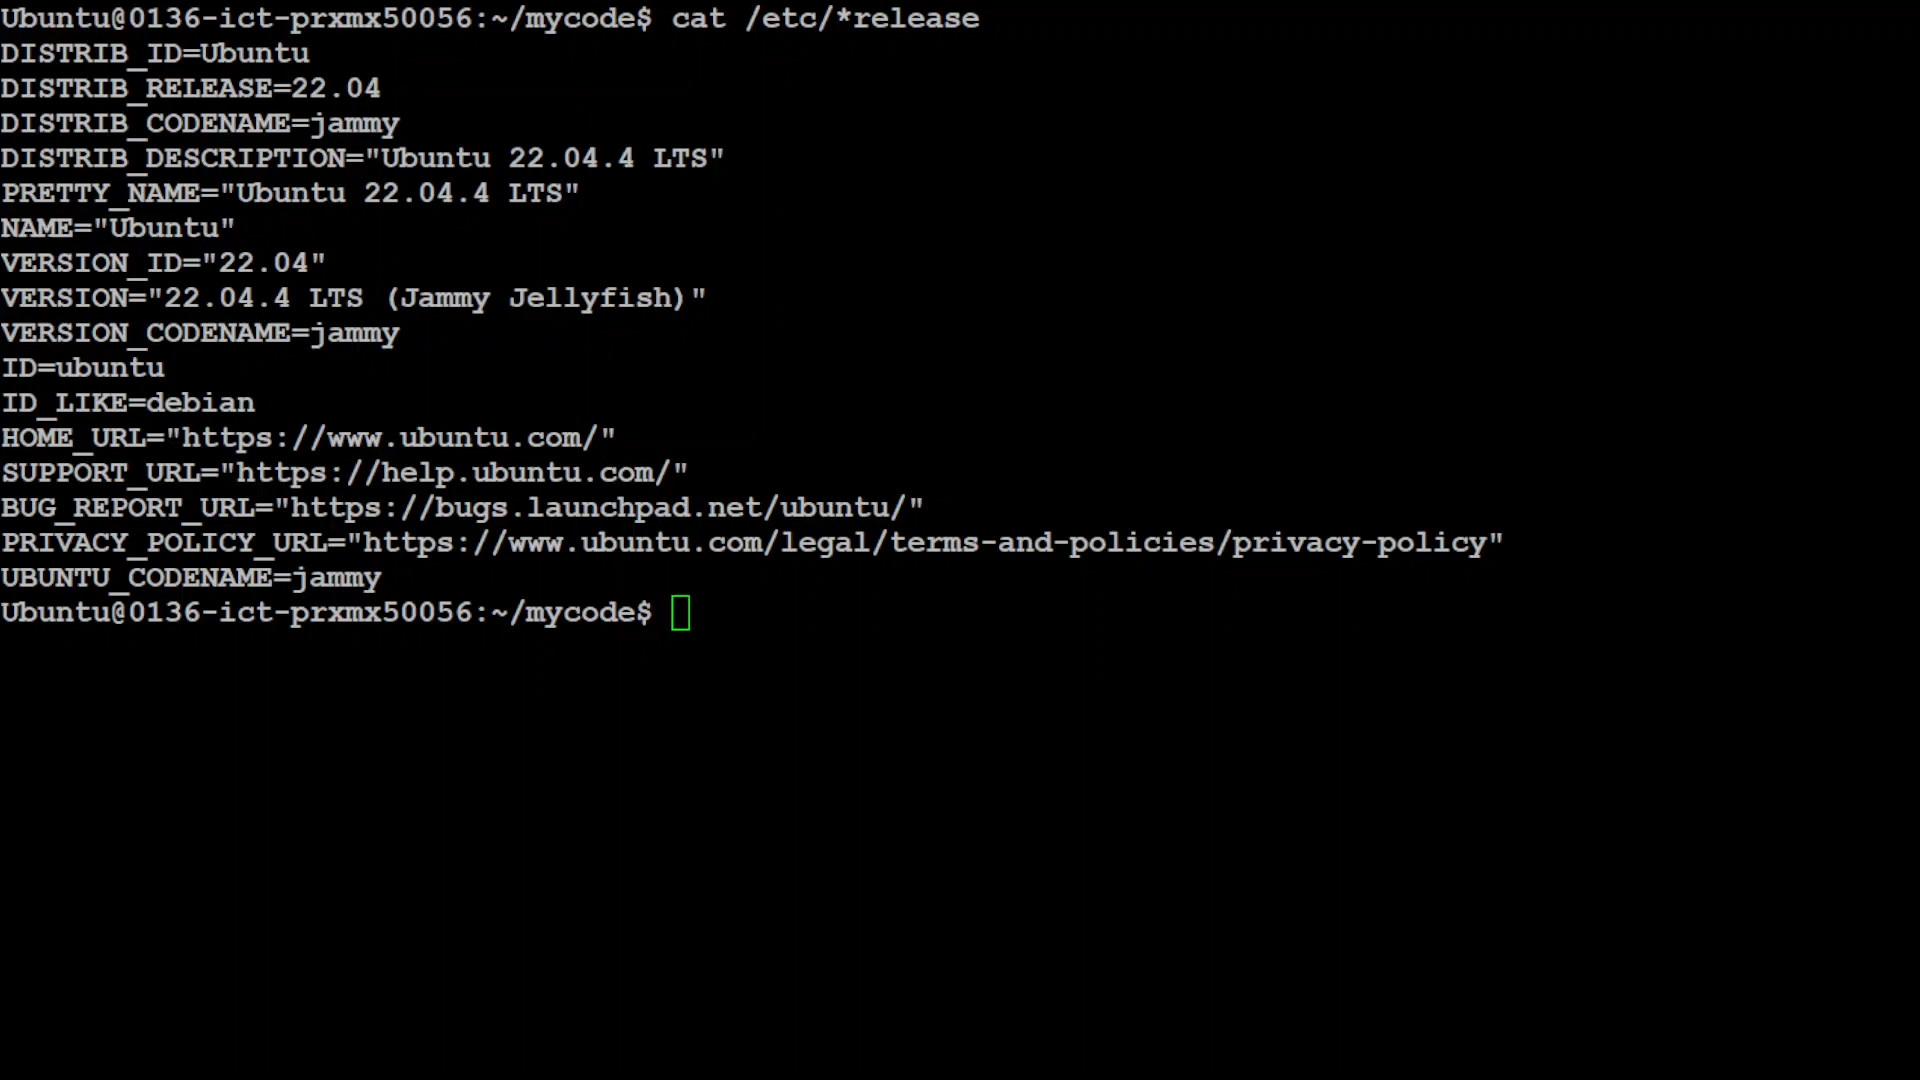 Ubuntu@0136-ict-prxmx50056:~/mycode$ cat /etc/*release
DISTRIB_ID=Ubuntu
DISTRIB_RELEASE=22.04
DISTRIB_CODENAME=jammy
DISTRIB_DESCRIPTION="Ubuntu 22.04.4 LTS"
PRETTY_NAME="Ubuntu 22.04.4 LTS"
NAME="Ubuntu"
VERSION_ID="22.04"
VERSION="22.04.4 LTS (Jammy Jellyfish)"
VERSION_CODENAME=jammy
ID=ubuntu
ID_LIKE=debian
HOME_URL="https://www.ubuntu.com/"
SUPPORT_URL="https://help.ubuntu.com/"
BUG_REPORT_URL="https://bugs.launchpad.net/ubuntu/"
PRIVACY_POLICY_URL="https://www.ubuntu.com/legal/terms-and-policies/privacy-policy"
UBUNTU_CODENAME=jammy
Ubuntu@0136-ict-prxmx50056:~/mycode$